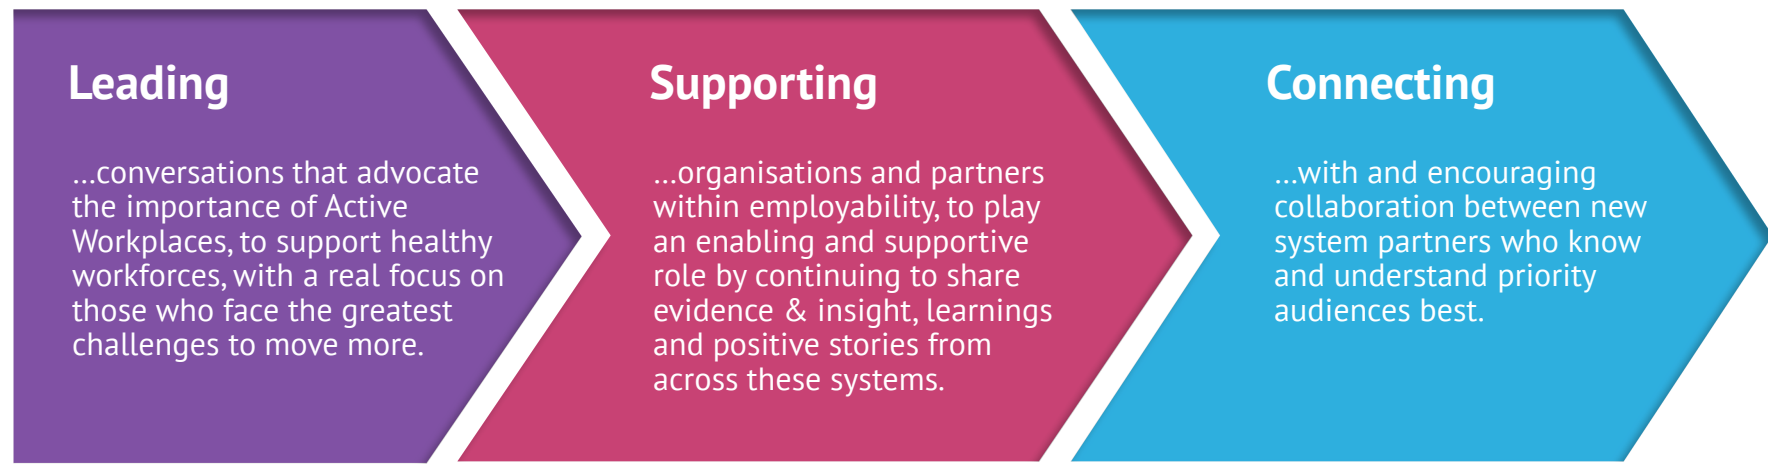 Leading
...conversations that advocate
the importance of Active
Workplaces, to support healthy
workforces, with a real focus on
those who face the greatest
challenges to move more.
Supporting
...organisations and partners
within employability, to play
an enabling and supportive
role by continuing to share
evidence & insight, learnings
and positive stories from
across these systems.
Connecting
...with and encouraging
collaboration between new
system partners who know
and understand priority
audiences best.